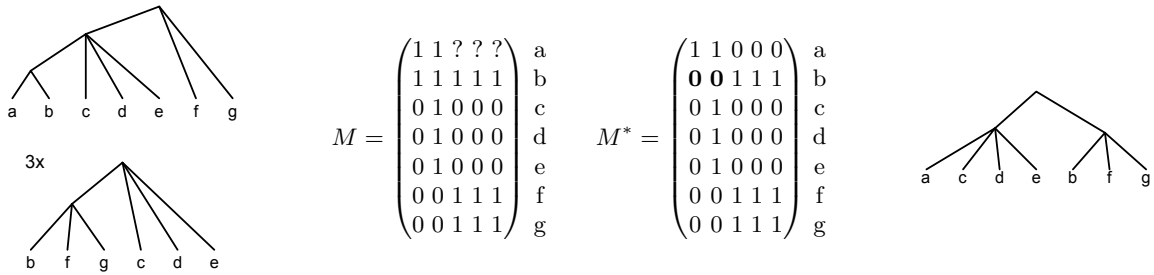 a b c d e f g
3x
b f g c d e
M =
1 1 ? ? ? a
1 1 1 1 1 b
0 1 0 0 0 c
0 1 0 0 0 d
0 1 0 0 0 e
0 0 1 1 1 f
0 0 1 1 1 g
M* =
1 1 0 0 0 a
0 0 1 1 1 b
0 1 0 0 0 c
0 1 0 0 0 d
0 1 0 0 0 e
0 0 1 1 1 f
0 0 1 1 1 g
a c d e b f g